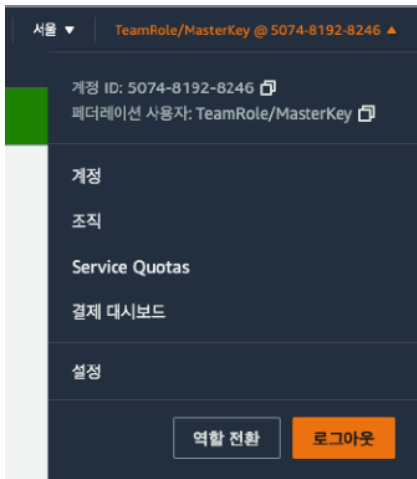 서울 ▼ TeamRole/MasterKey @ 5074-8192-8246 ▲
계정 ID: 5074-8192-8246
페더레이션 사용자: TeamRole/MasterKey
계정
조직
Service Quotas
결제 대시보드
설정
역할 전환 로그아웃